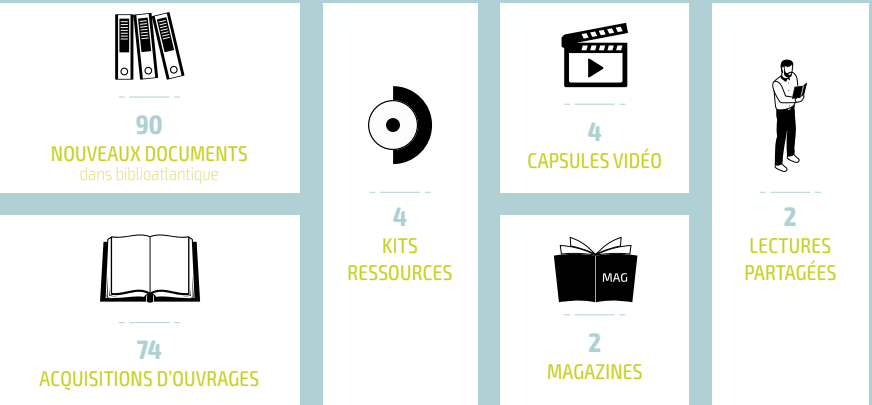 90
NOUVEAUX DOCUMENTS
dans biblioatlantique
74
ACQUISITIONS D'OUVRAGES
4
KITS
RESSOURCES
4
CAPSULES VIDÉO
MAG
2
MAGAZINES
2
LECTURES
PARTAGÉES